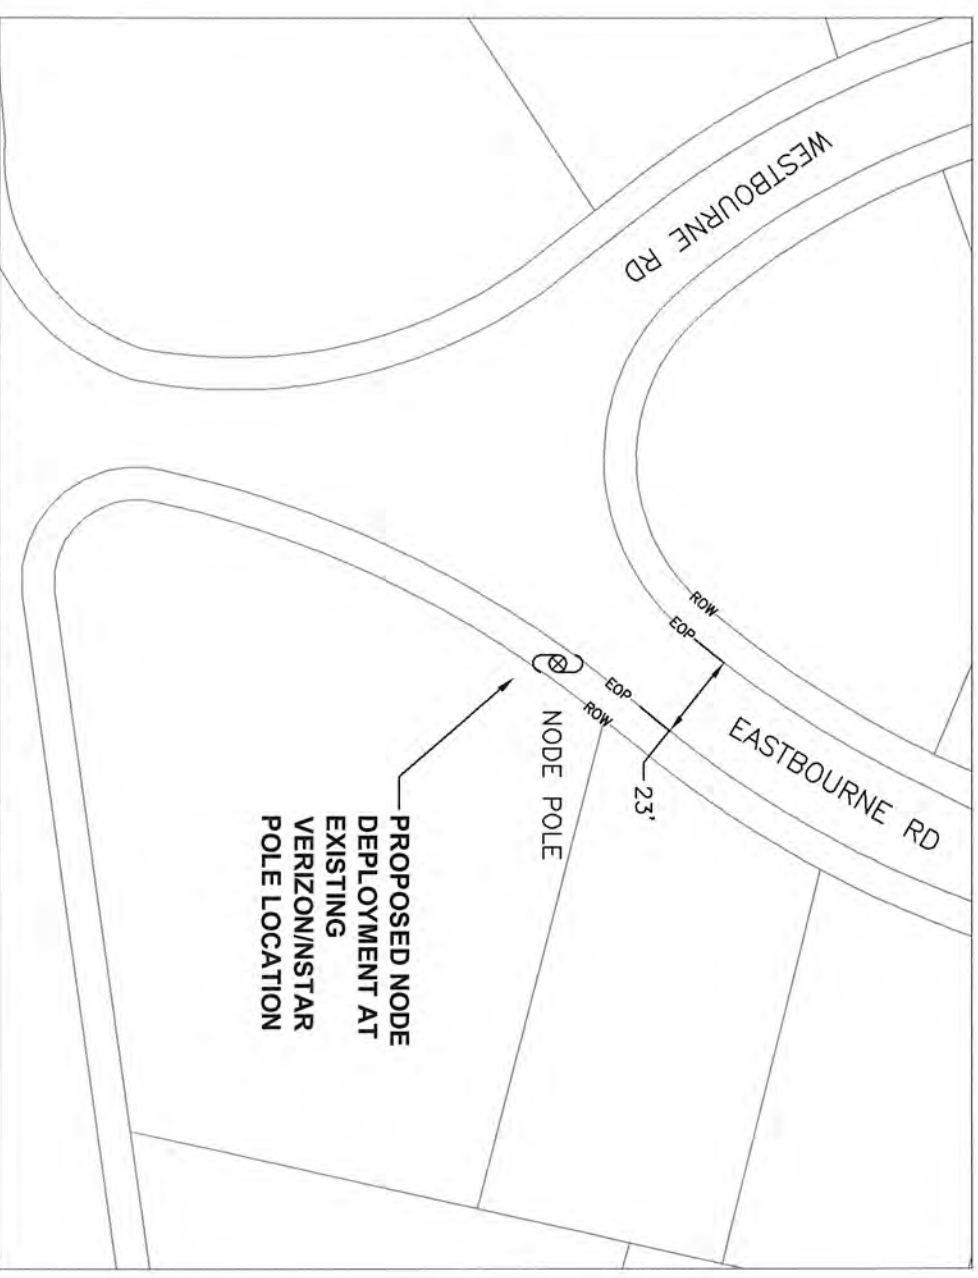 WESTBOURNE RD
ROW
EOP
EASTBOURNE RD
23'
EOP
ROW
NODE POLE
PROPOSED NODE
DEPLOYMENT AT
EXISTING
VERIZON/NSTAR
POLE LOCATION